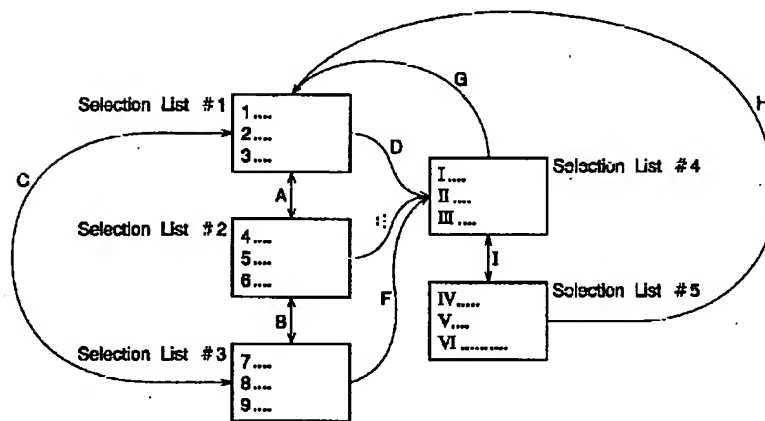 G
H
Selection List #1
1....
2....
3....
C
D
A
Selection List #4
I....
II....
III....
Selection List #2
4....
5....
6....
I
F
B
Selection List #5
IV.....
V....
VI..........
Selection List #3
7....
8....
9....